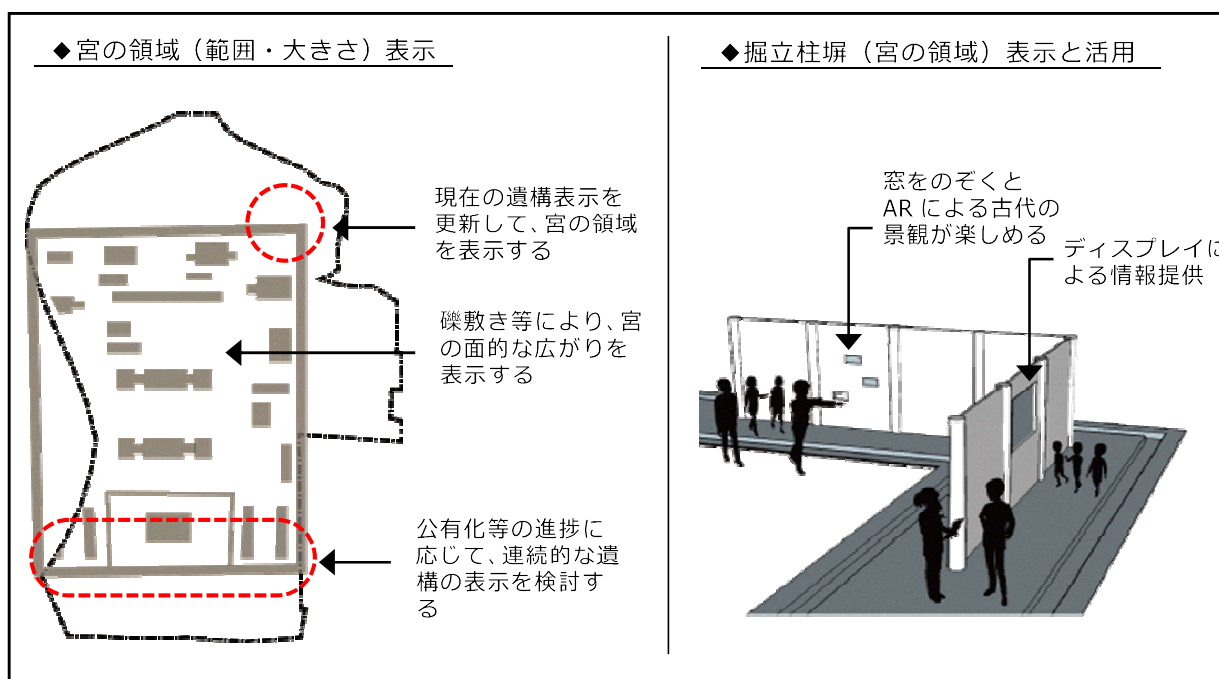 ◆宮の領域（範囲・大きさ）表示
現在の遺構表示を
更新して、宮の領域
を表示する
礫敷き等により、宮
の面的な広がりを
表示する
公有化等の進捗に
応じて、連続的な遺
構の表示を検討す
る
◆掘立柱塀（宮の領域）表示と活用
窓をのぞくと
AR による古代の
景観が楽しめる
ディスプレイに
よる情報提供